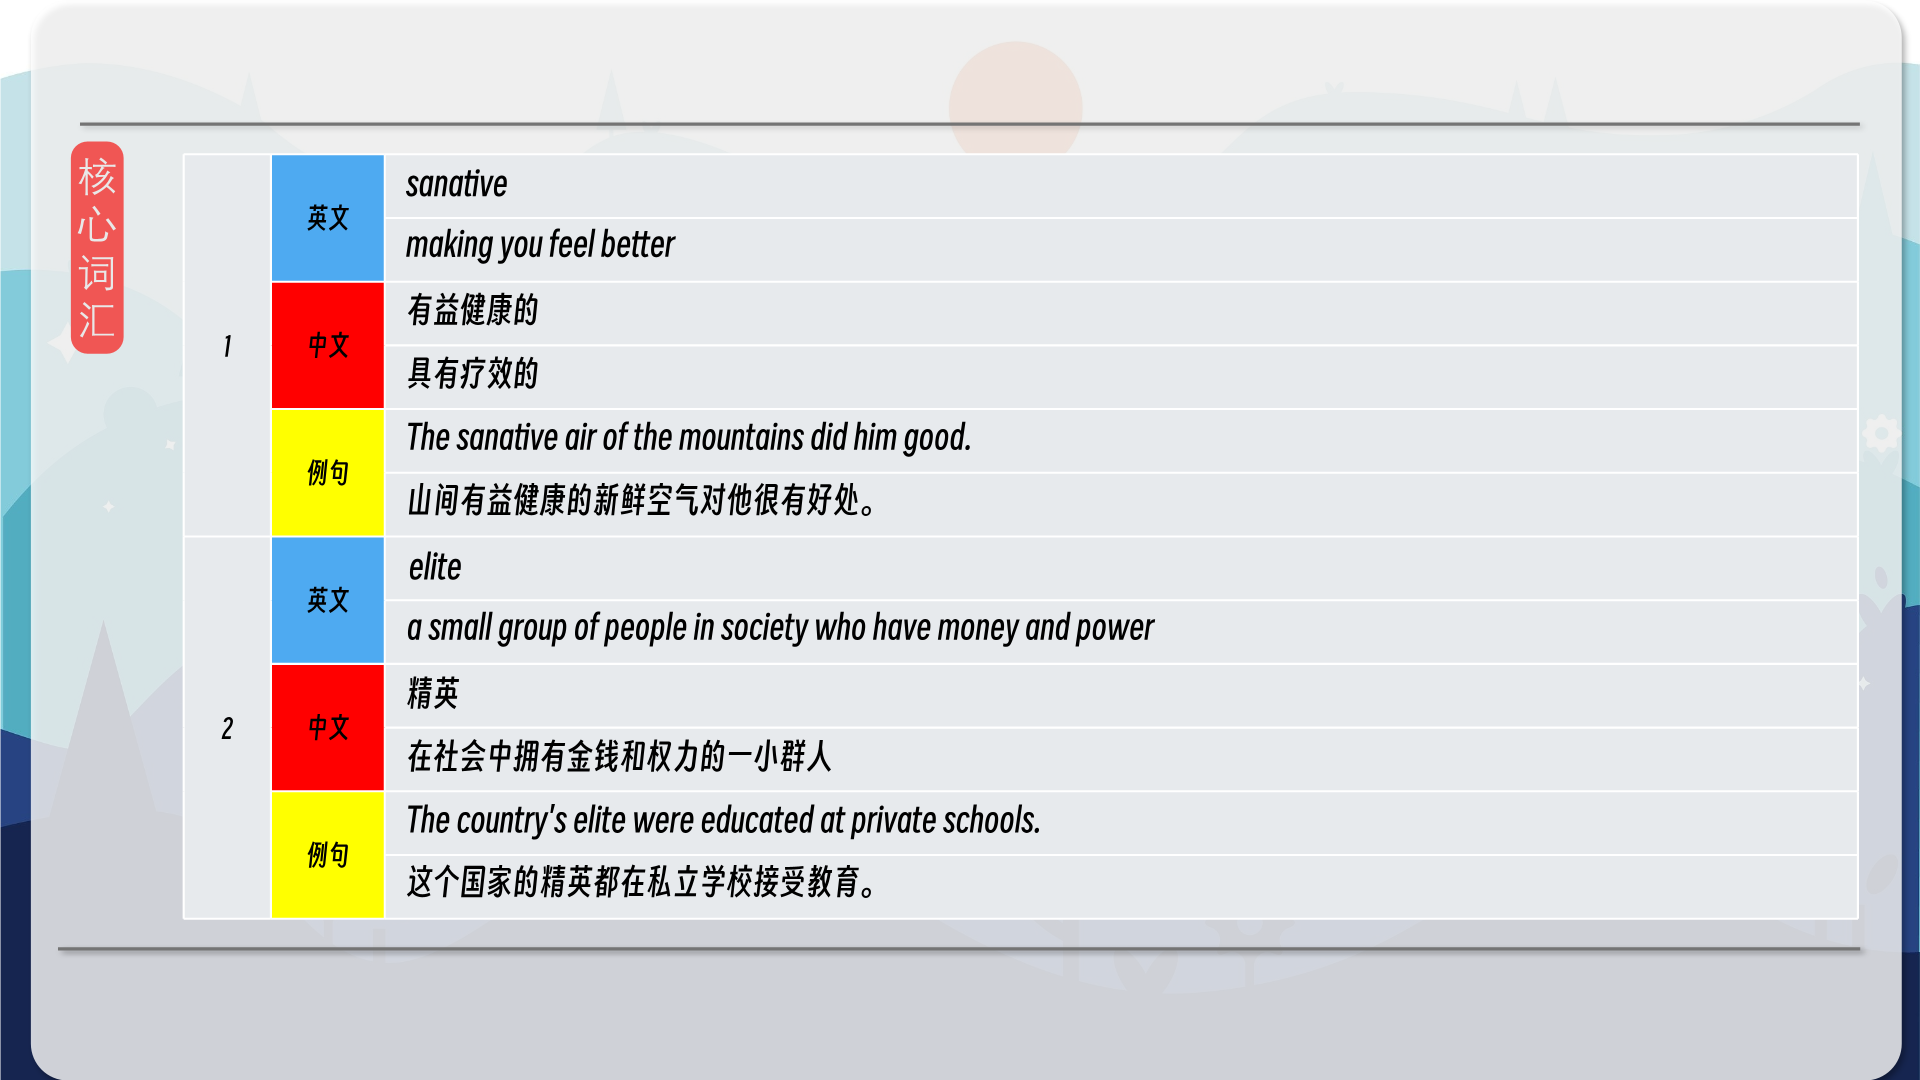 核心词汇
1
英文
sanative
making you feel better
中文
有益健康的
具有疗效的
例句
The sanative air of the mountains did him good.
山间有益健康的新鲜空气对他很有好处。
2
英文
elite
a small group of people in society who have money and power
中文
精英
在社会中拥有金钱和权力的一小群人
例句
The country's elite were educated at private schools.
这个国家的精英都在私立学校接受教育。